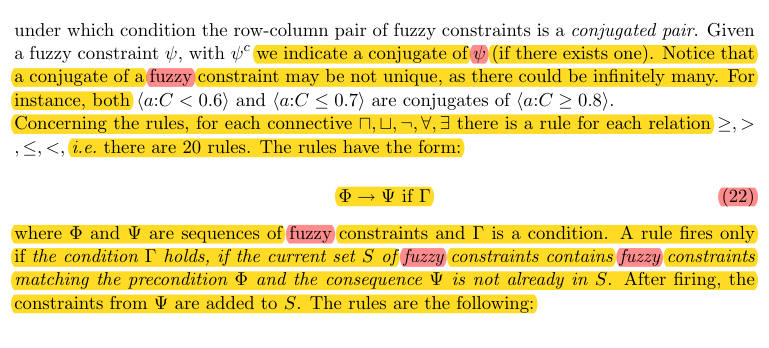 under which condition the row-column pair of fuzzy constraints is a conjugated pair. Given
a fuzzy constraint ψ, with ψᶜ we indicate a conjugate of ψ (if there exists one). Notice that
a conjugate of a fuzzy constraint may be not unique, as there could be infinitely many. For
instance, both ⟨a:C < 0.6⟩ and ⟨a:C ≤ 0.7⟩ are conjugates of ⟨a:C ≥ 0.8⟩.
Concerning the rules, for each connective ⊓, ⊔, ¬, ∀, ∃ there is a rule for each relation ≥, >
, ≤, <, i.e. there are 20 rules. The rules have the form:
Φ → Ψ if Γ (22)
where Φ and Ψ are sequences of fuzzy constraints and Γ is a condition. A rule fires only
if the condition Γ holds, if the current set S of fuzzy constraints contains fuzzy constraints
matching the precondition Φ and the consequence Ψ is not already in S. After firing, the
constraints from Ψ are added to S. The rules are the following: